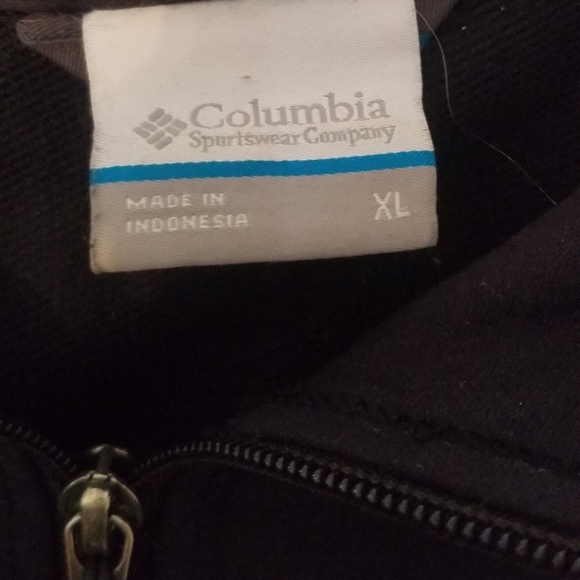 Columbia
Sportswear Company
MADE IN
INDONESIA
XL